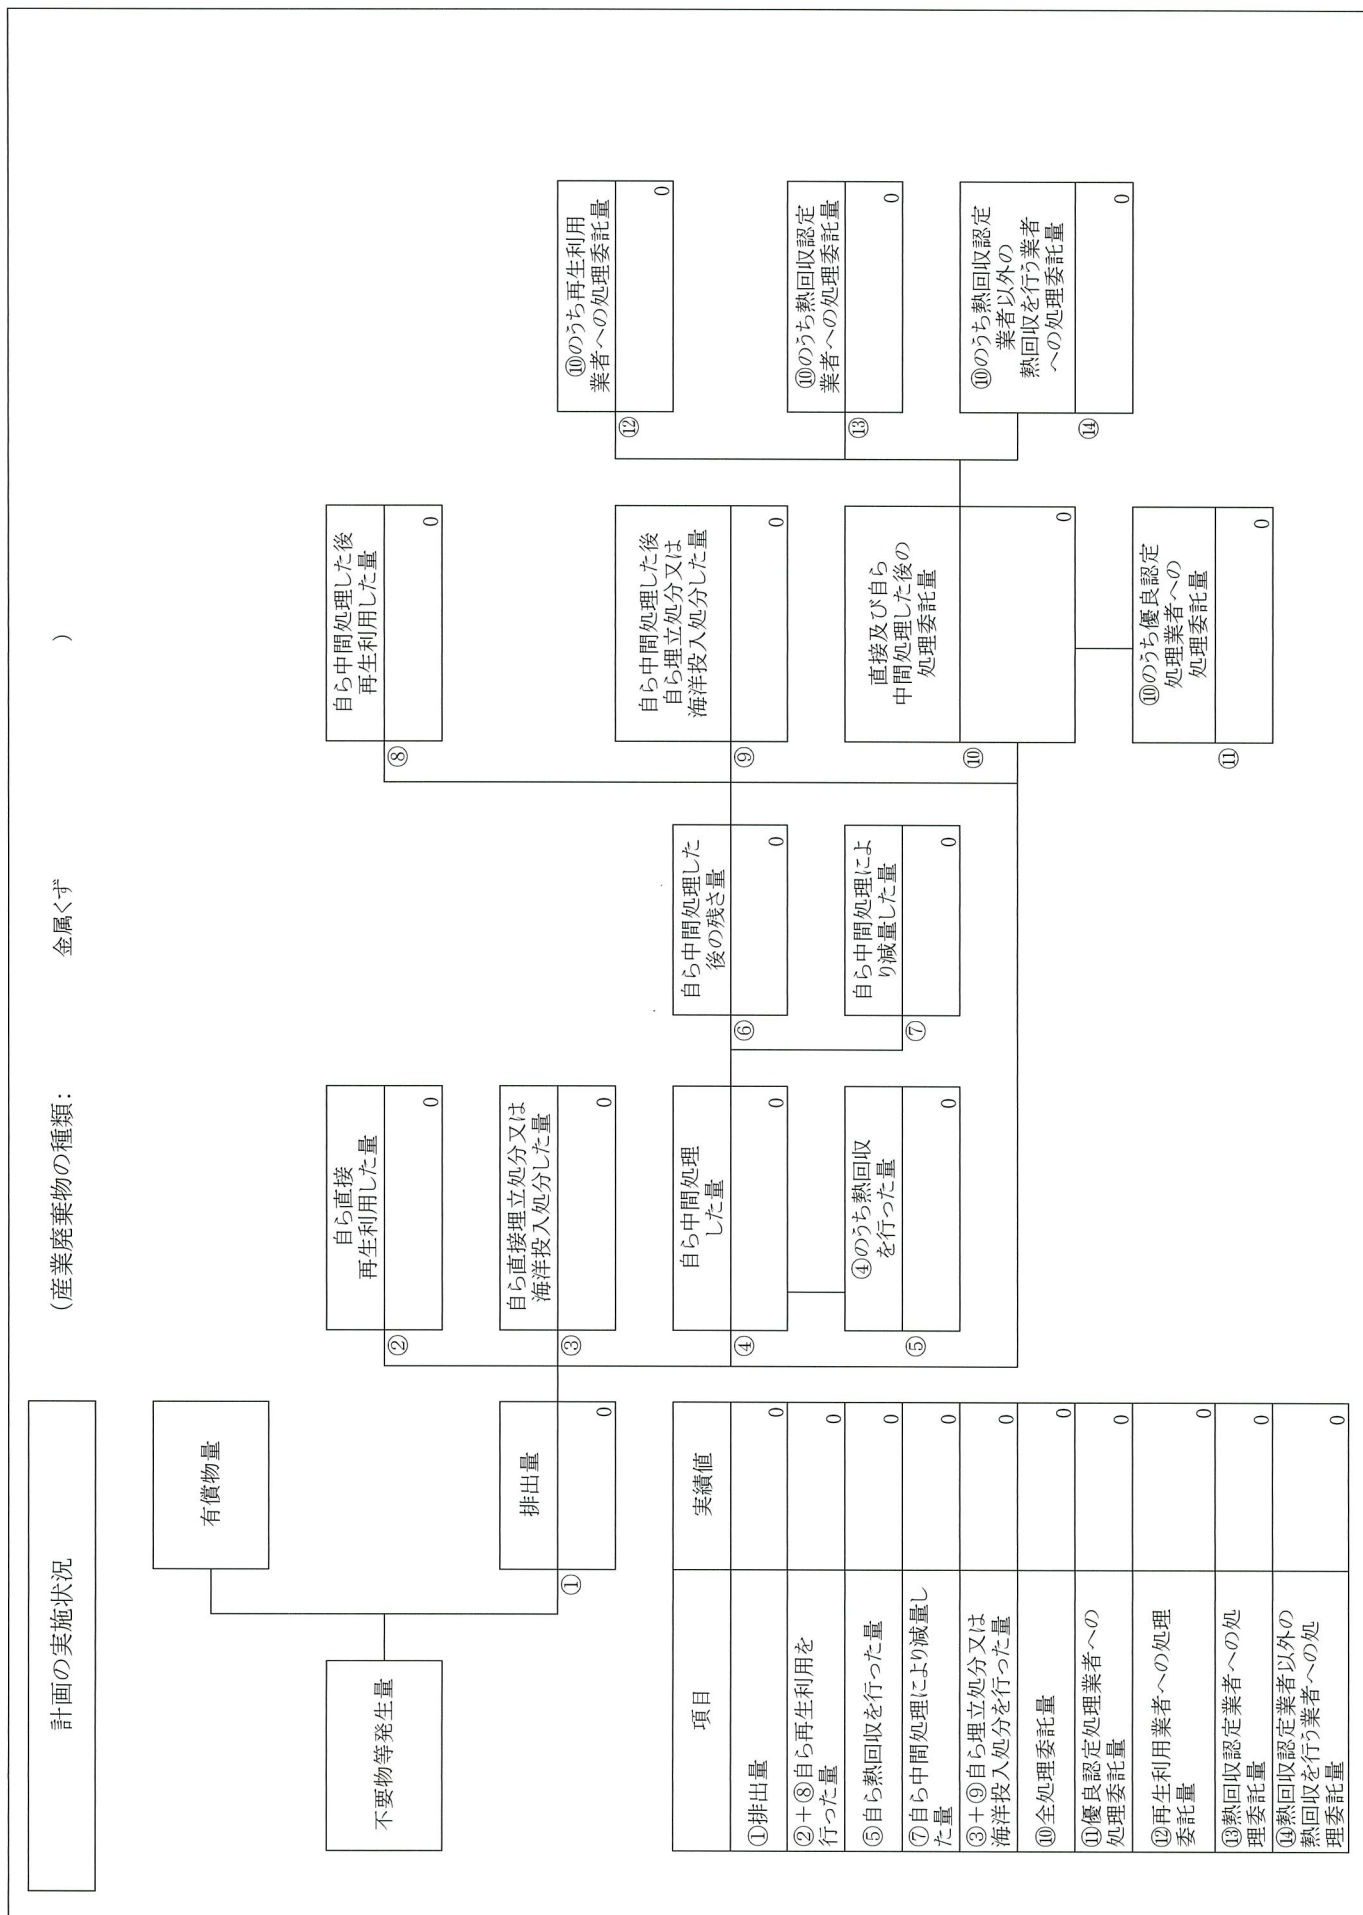 計画の実施状況
(産業廃棄物の種類： 金属くず )
不要物等発生量
有償物量
排出量
①
0
自ら直接
再生利用した量
②
0
自ら直接埋立処分又は
海洋投入処分した量
③
0
自ら中間処理
した量
④
0
④のうち熱回収
を行った量
⑤
0
自ら中間処理した
後の残さ量
⑥
0
自ら中間処理によ
り減量した量
⑦
0
自ら中間処理した後
再生利用した量
⑧
0
自ら中間処理した後
自ら埋立処分又は
海洋投入処分した量
⑨
0
直接及び自ら
中間処理した後の
処理委託量
⑩
0
⑩のうち優良認定
処理業者への
処理委託量
⑪
0
⑩のうち再生利用
業者への処理委託量
⑫
0
⑩のうち熱回収認定
業者への処理委託量
⑬
0
⑩のうち熱回収認定
業者以外の
熱回収を行う業者
への処理委託量
⑭
0
項目 実績値
①排出量 0
②＋⑧自ら再生利用を
行った量 0
⑤自ら熱回収を行った量 0
⑦自ら中間処理により減量し
た量 0
③＋⑨自ら埋立処分又は
海洋投入処分を行った量 0
⑩全処理委託量 0
⑪優良認定処理業者への
処理委託量 0
⑫再生利用業者への処理
委託量 0
⑬熱回収認定業者への処
理委託量 0
⑭熱回収認定業者以外の
熱回収を行う業者への処
理委託量 0